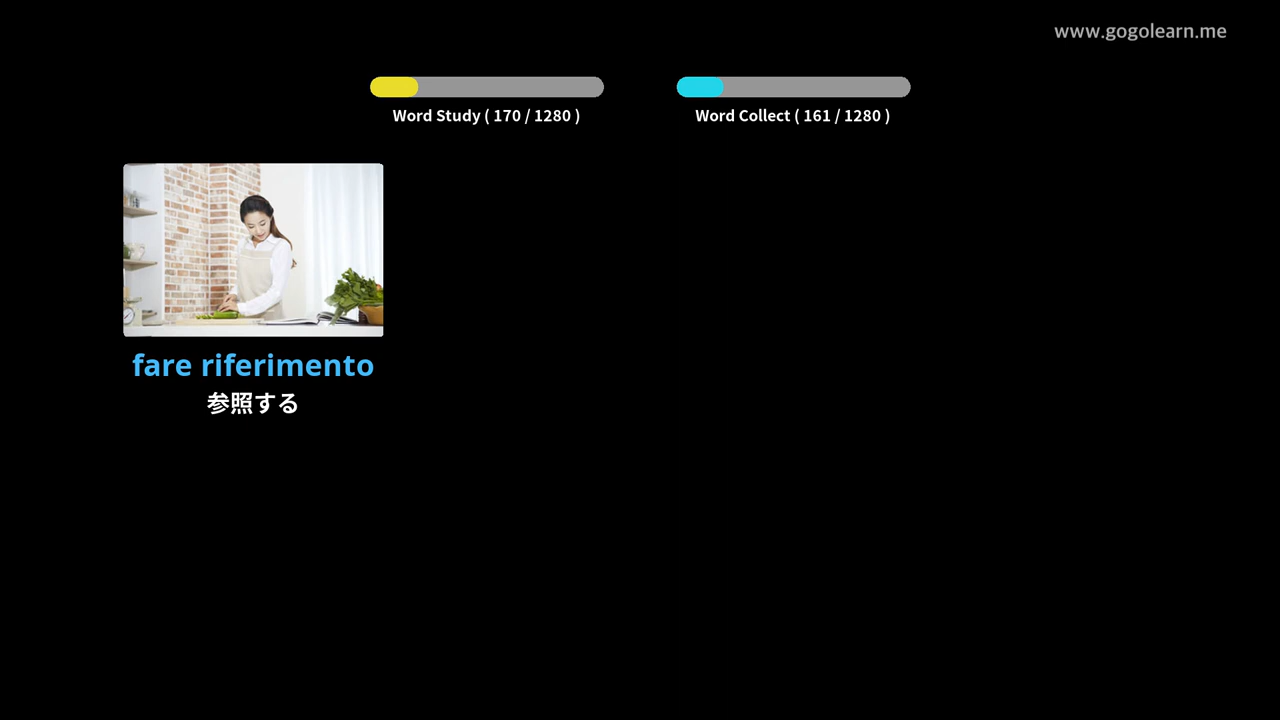 www.gogolearn.me
Word Study ( 170 / 1280 )
Word Collect ( 161 / 1280 )
fare riferimento
参照する